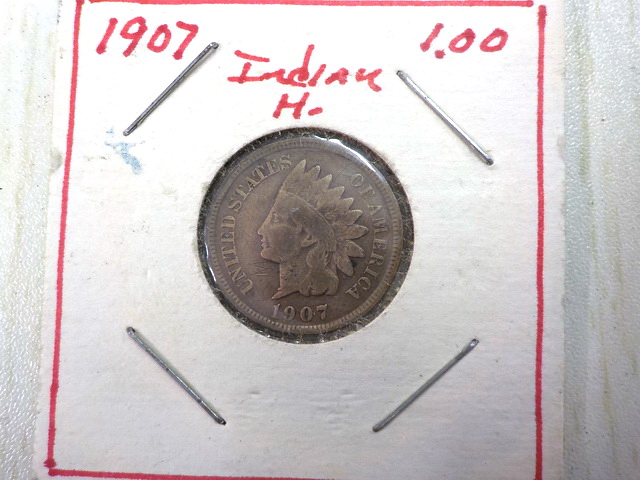 1907 1.00
Indian
H.
UNITED STATES OF AMERICA
1907